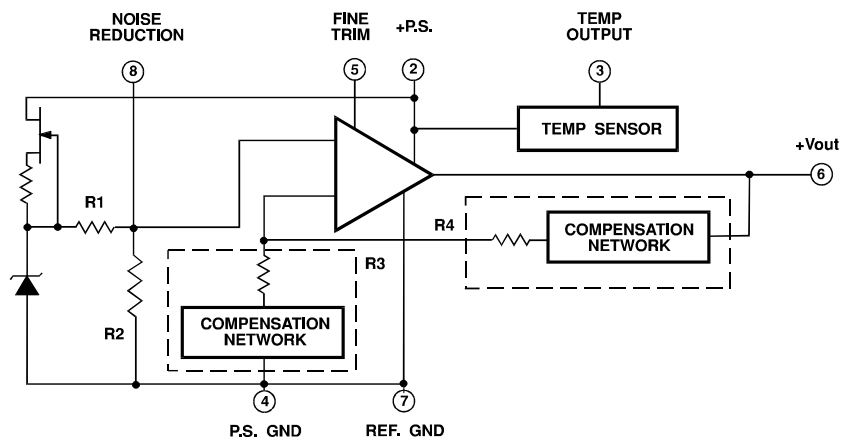 NOISE
REDUCTION
FINE
TRIM
+P.S.
TEMP
OUTPUT
8
5
2
3
TEMP SENSOR
+Vout
6
R1
R4
COMPENSATION
NETWORK
R3
R2
COMPENSATION
NETWORK
4
7
P.S. GND
REF. GND